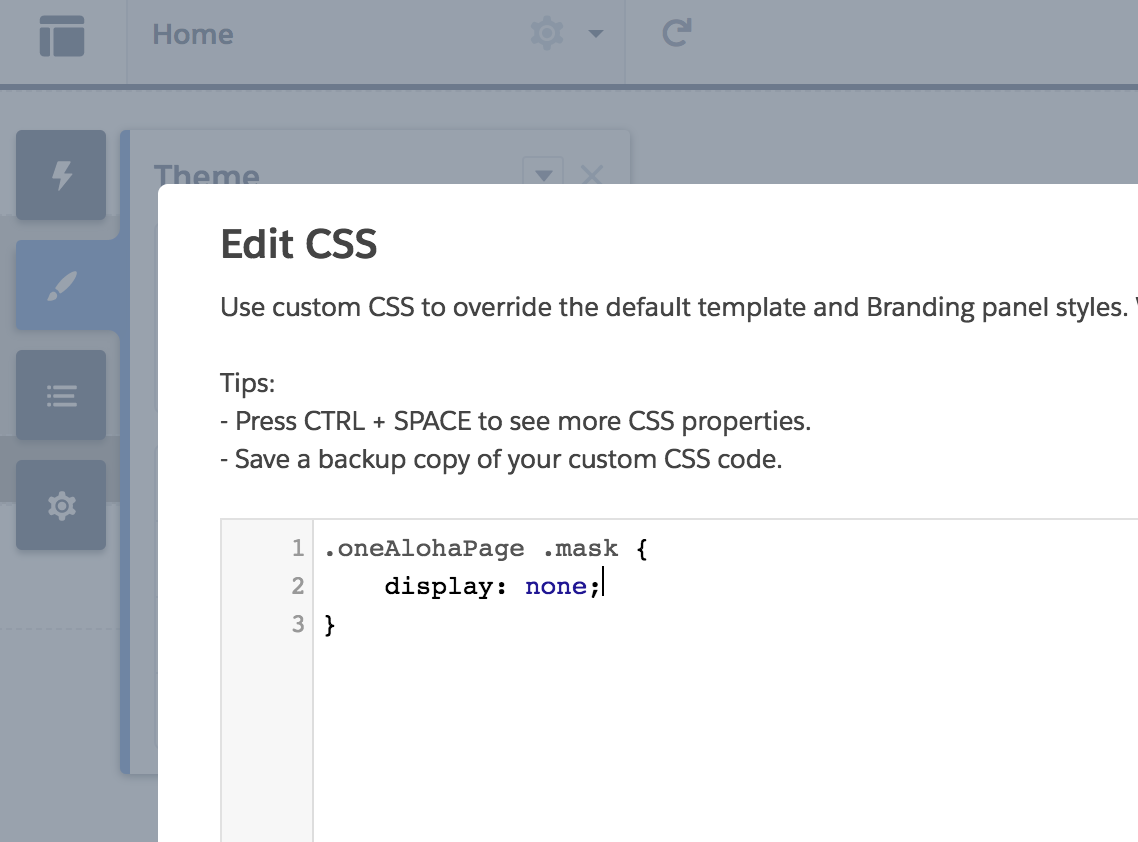 Home
Theme
Edit CSS
Use custom CSS to override the default template and Branding panel styles.
Tips:
- Press CTRL + SPACE to see more CSS properties.
- Save a backup copy of your custom CSS code.
1 .oneAlohaPage .mask {
2     display: none;
3 }